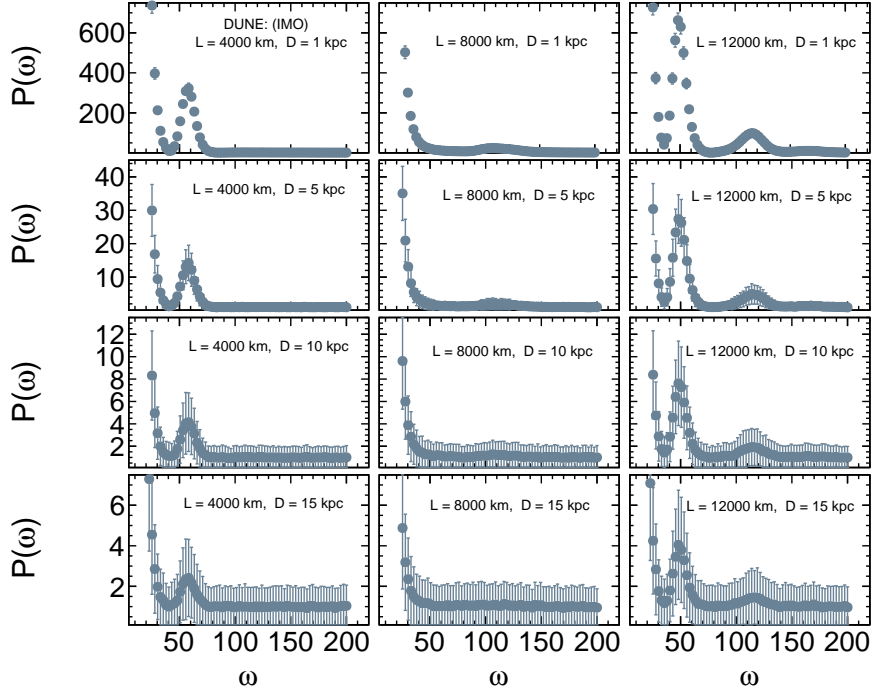 DUNE: (IMO)
L = 4000 km, D = 1 kpc
L = 8000 km, D = 1 kpc
L = 12000 km, D = 1 kpc
P(ω)
600
400
200
L = 4000 km, D = 5 kpc
L = 8000 km, D = 5 kpc
L = 12000 km, D = 5 kpc
P(ω)
40
30
20
10
L = 4000 km, D = 10 kpc
L = 8000 km, D = 10 kpc
L = 12000 km, D = 10 kpc
P(ω)
12
10
8
6
4
2
L = 4000 km, D = 15 kpc
L = 8000 km, D = 15 kpc
L = 12000 km, D = 15 kpc
P(ω)
6
4
2
50 100 150 200 50 100 150 200 50 100 150 200
ω ω ω